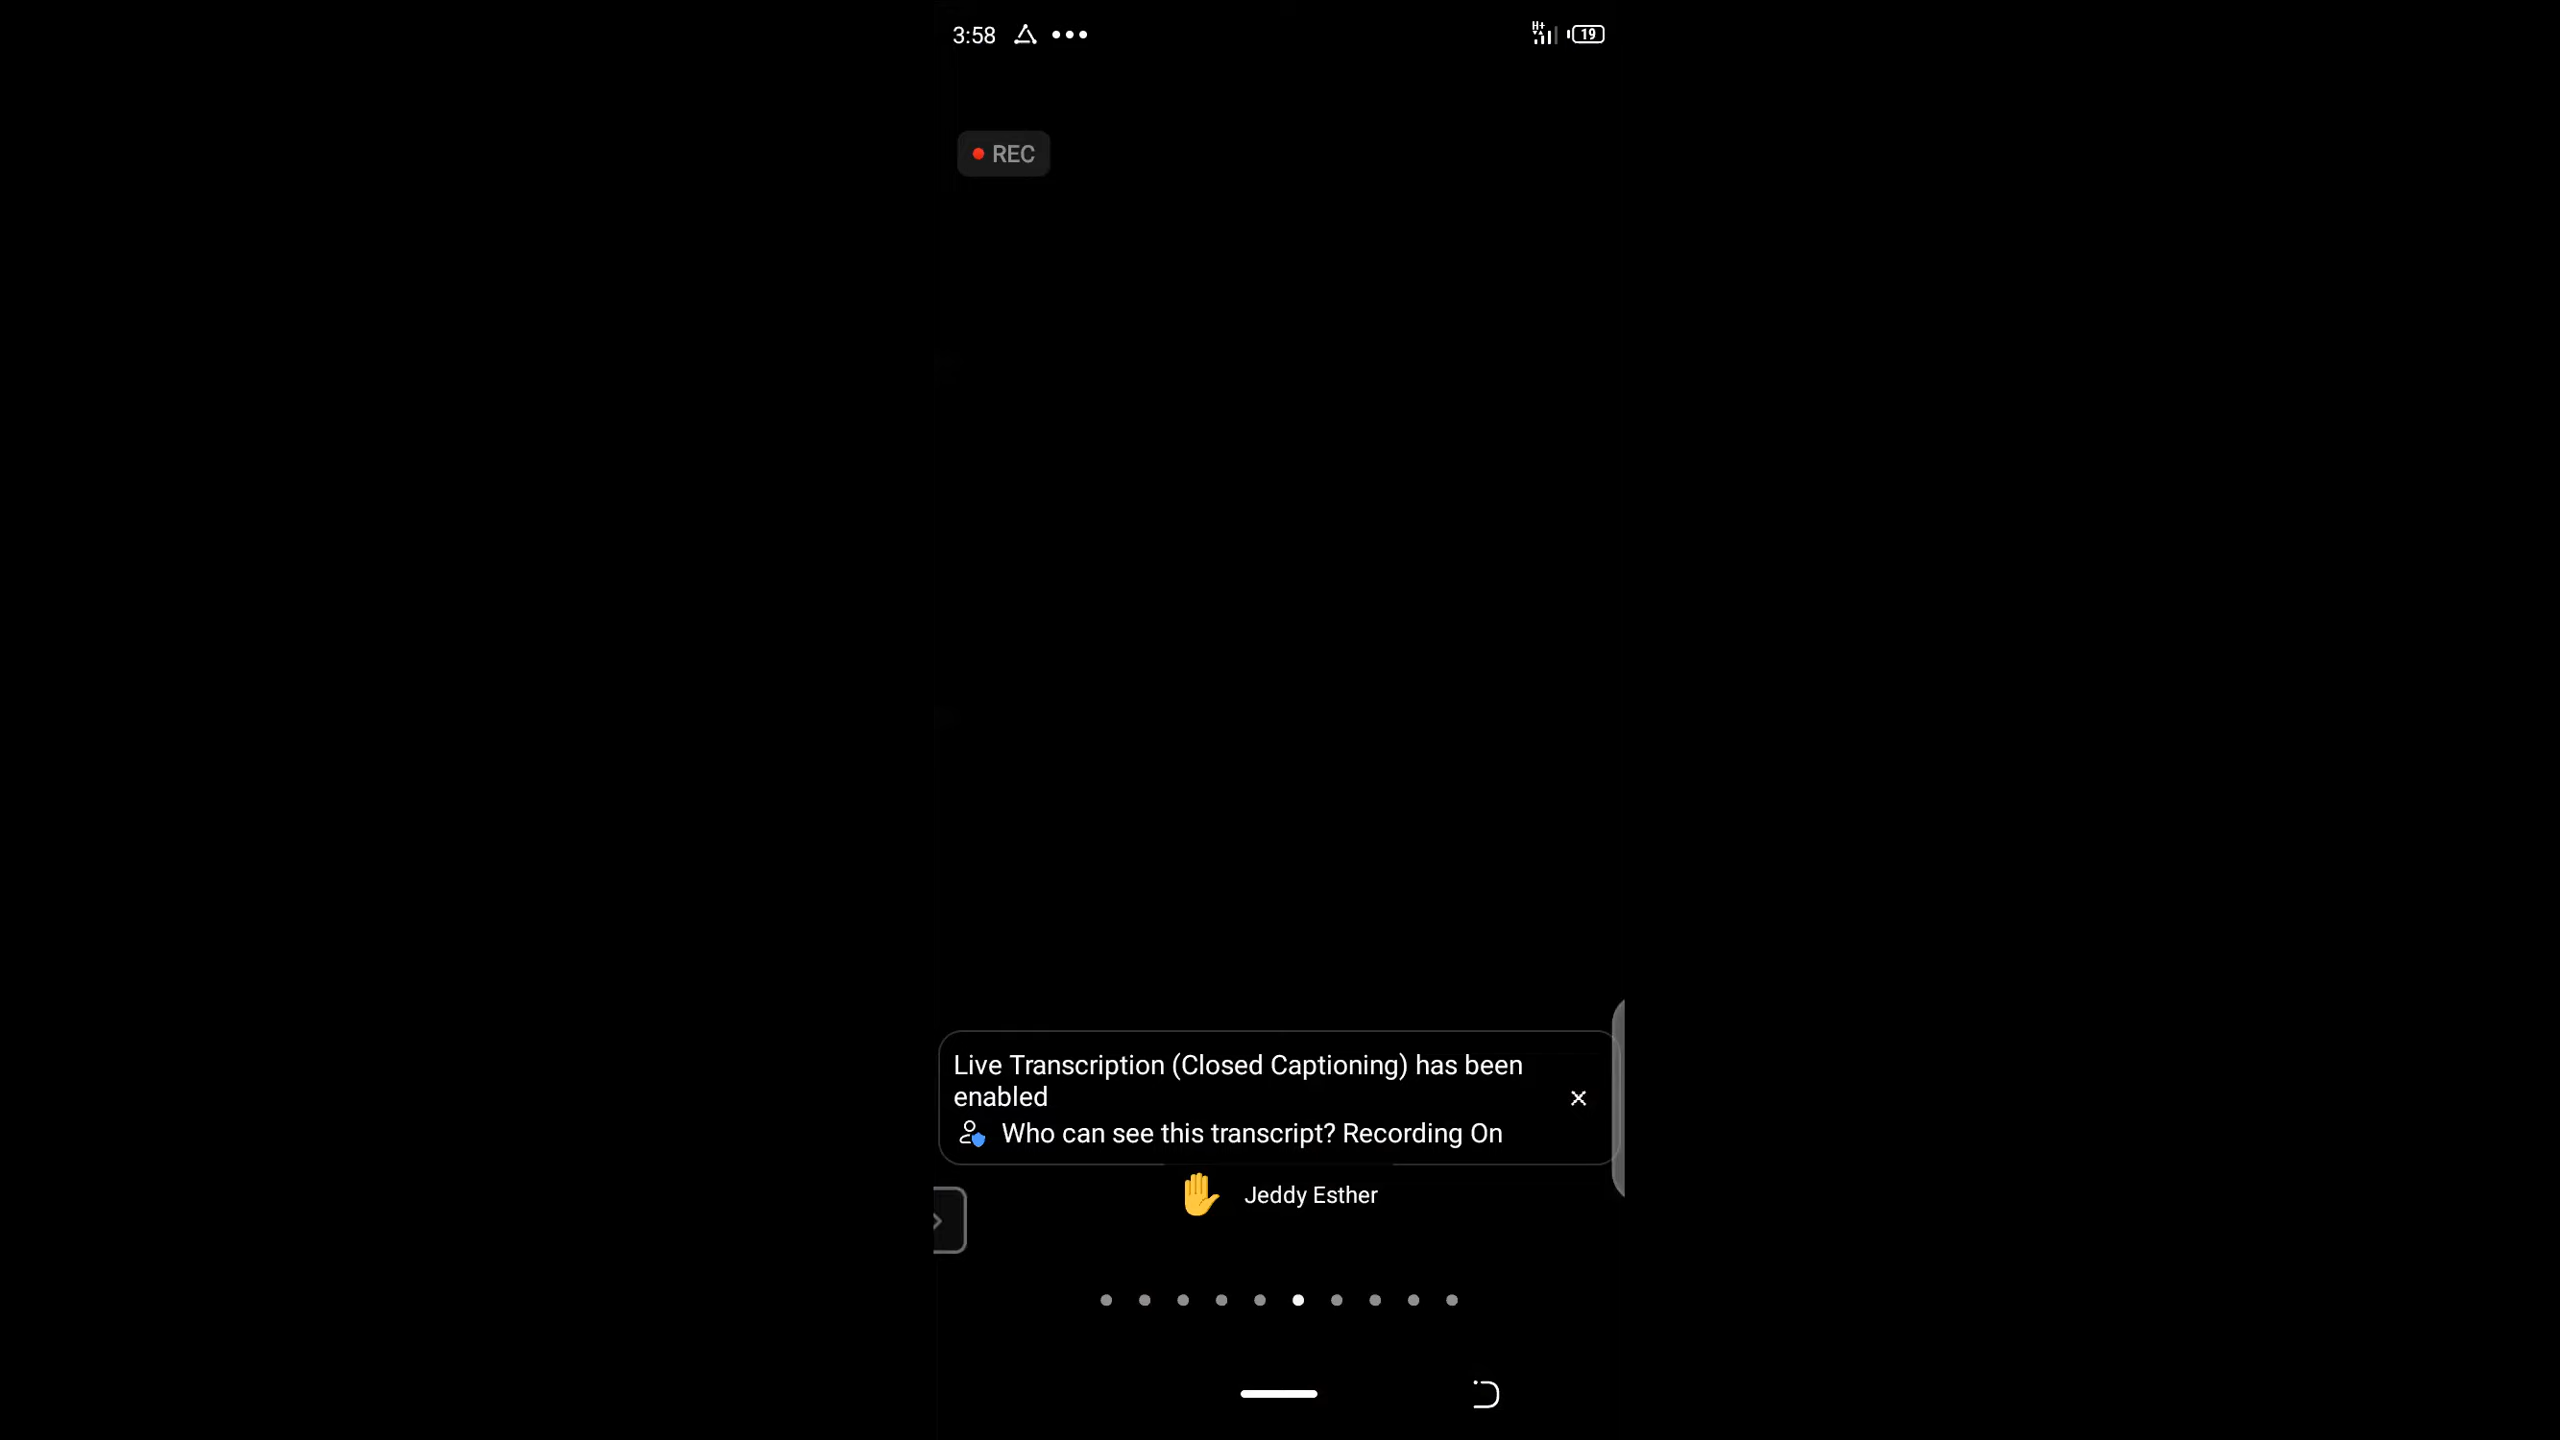 3:58
H+
19
REC
Live Transcription (Closed Captioning) has been
enabled
Who can see this transcript? Recording On
Jeddy Esther